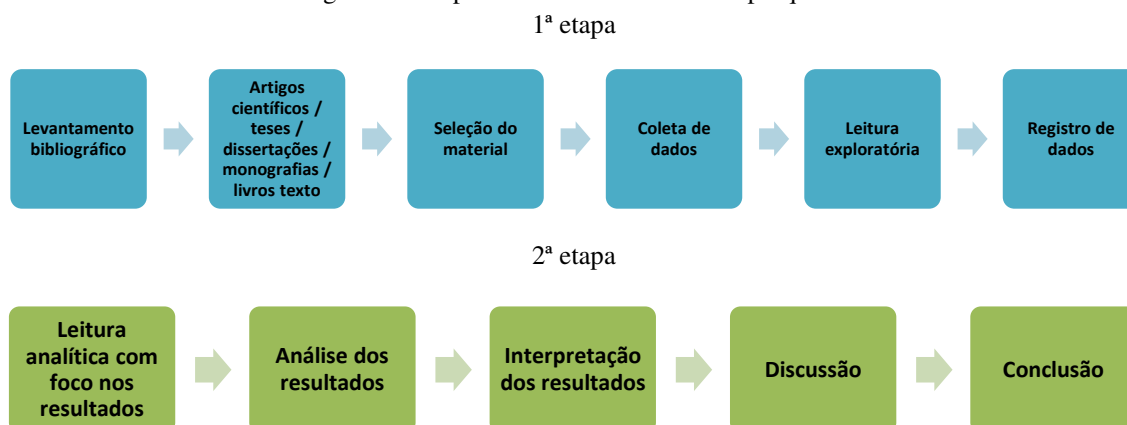 1ª etapa
Levantamento
bibliográfico
Artigos
científicos /
teses /
dissertações /
monografias /
livros texto
Seleção do
material
Coleta de
dados
Leitura
exploratória
Registro de
dados
2ª etapa
Leitura
analítica com
foco nos
resultados
Análise dos
resultados
Interpretação
dos resultados
Discussão
Conclusão